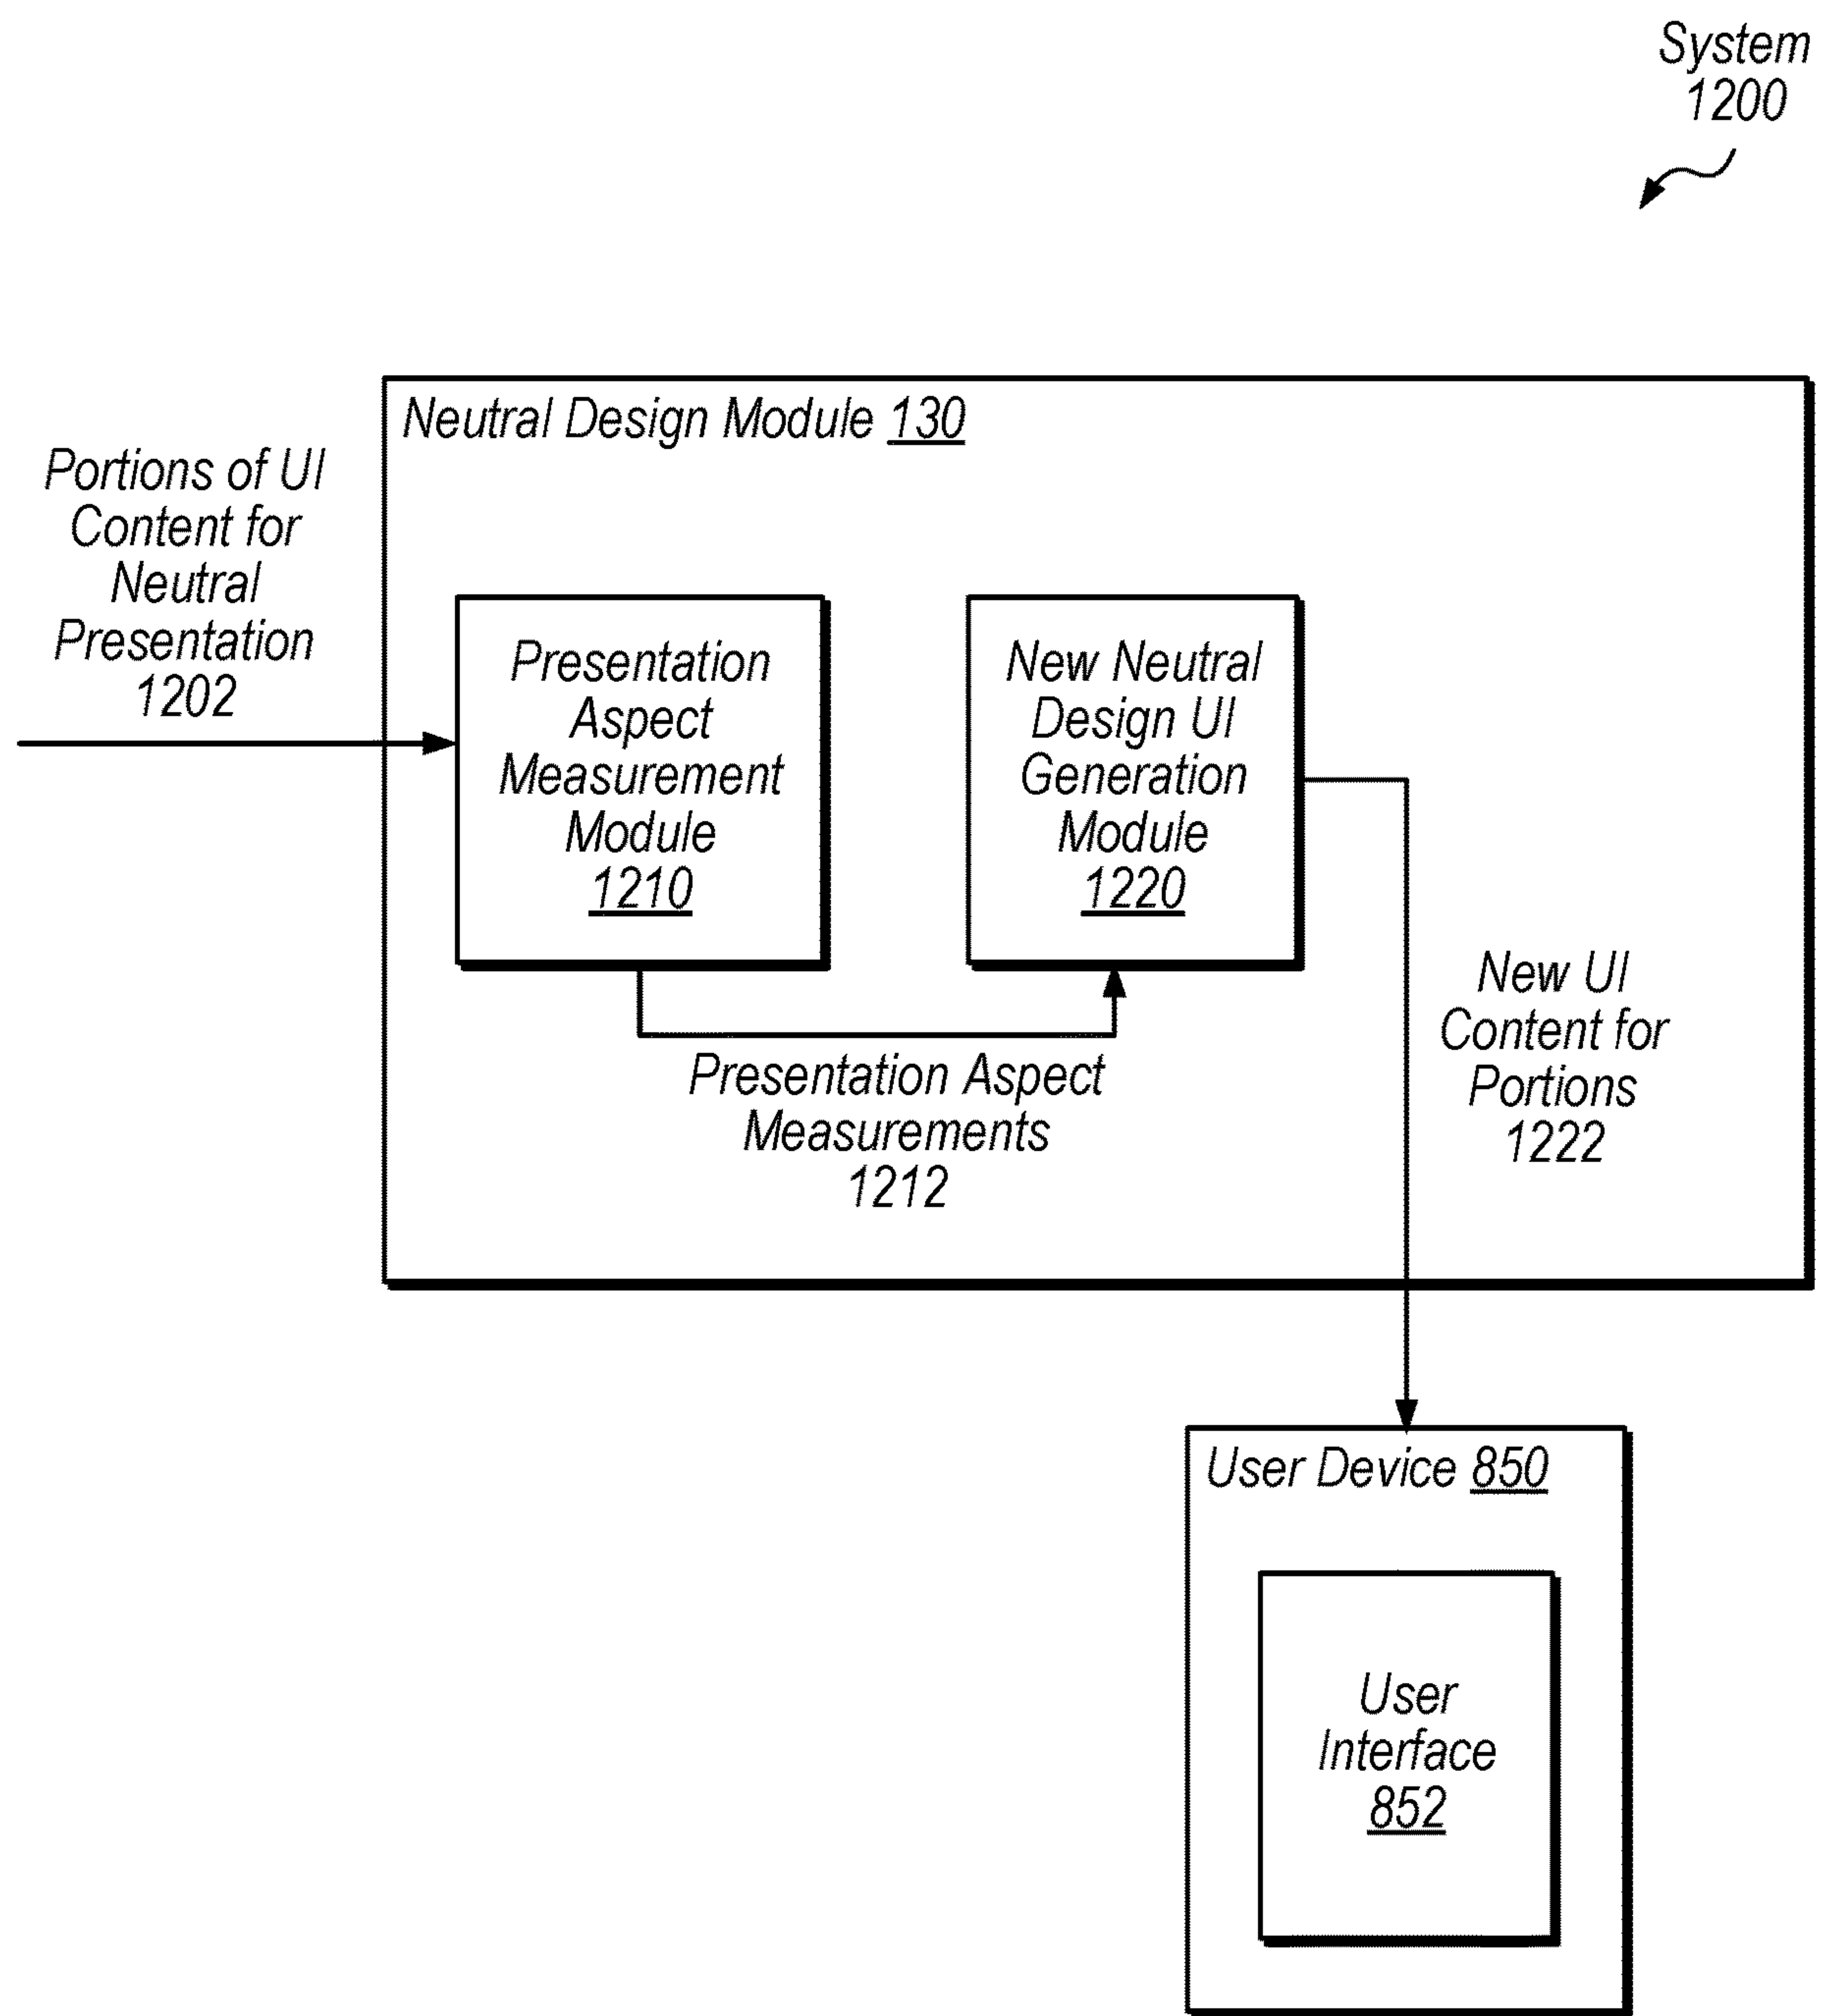 System
1200
Neutral Design Module 130
Portions of UI
Content for
Neutral
Presentation
1202
Presentation
Aspect
Measurement
Module
1210
New Neutral
Design UI
Generation
Module
1220
Presentation Aspect
Measurements
1212
New UI
Content for
Portions
1222
User Device 850
User
Interface
852